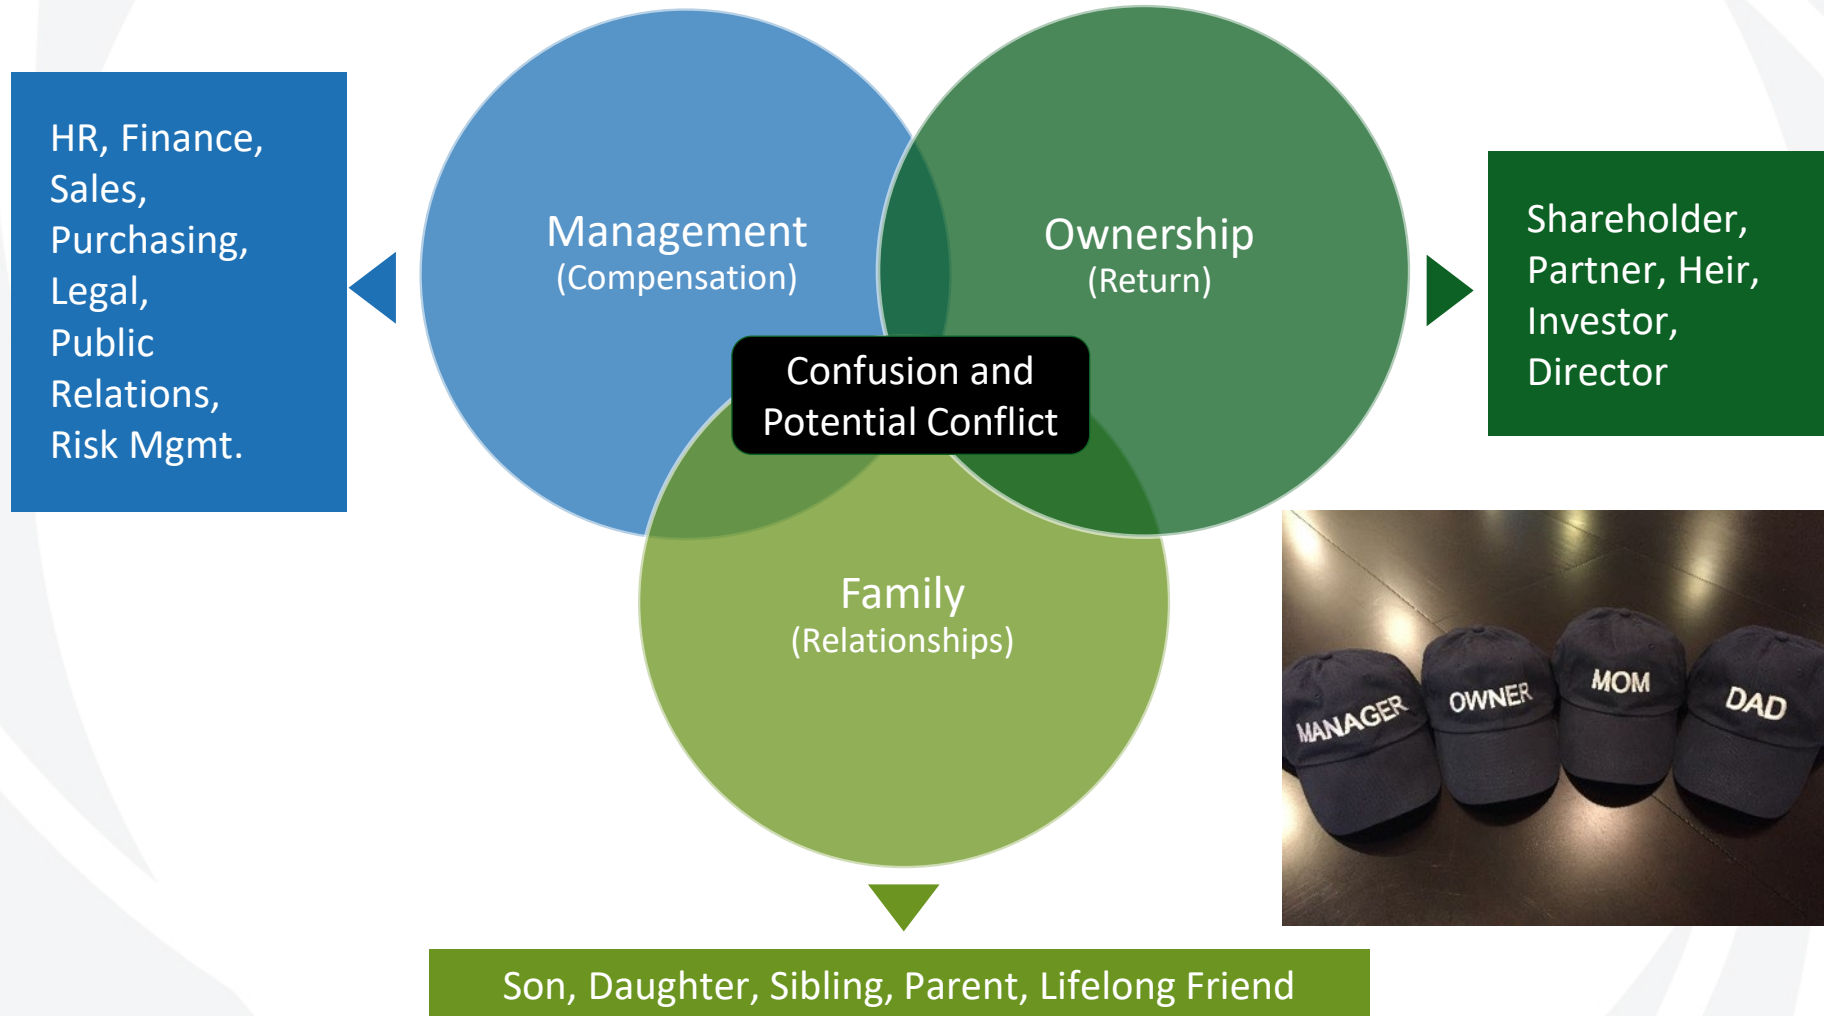 HR, Finance,
Sales,
Purchasing,
Legal,
Public
Relations,
Risk Mgmt.
Management
(Compensation)
Ownership
(Return)
Confusion and
Potential Conflict
Family
(Relationships)
Shareholder,
Partner, Heir,
Investor,
Director
MANAGER
OWNER
MOM
DAD
Son, Daughter, Sibling, Parent, Lifelong Friend